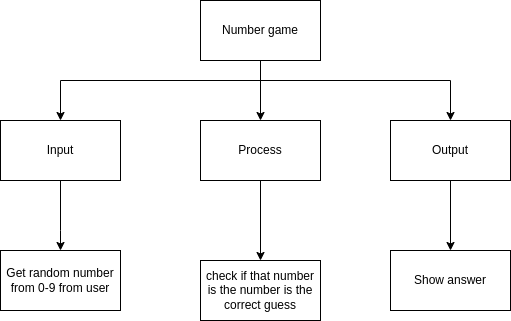 Number game
Input
Process
Output
Get random number
from 0-9 from user
check if that number
is the number is the
correct guess
Show answer